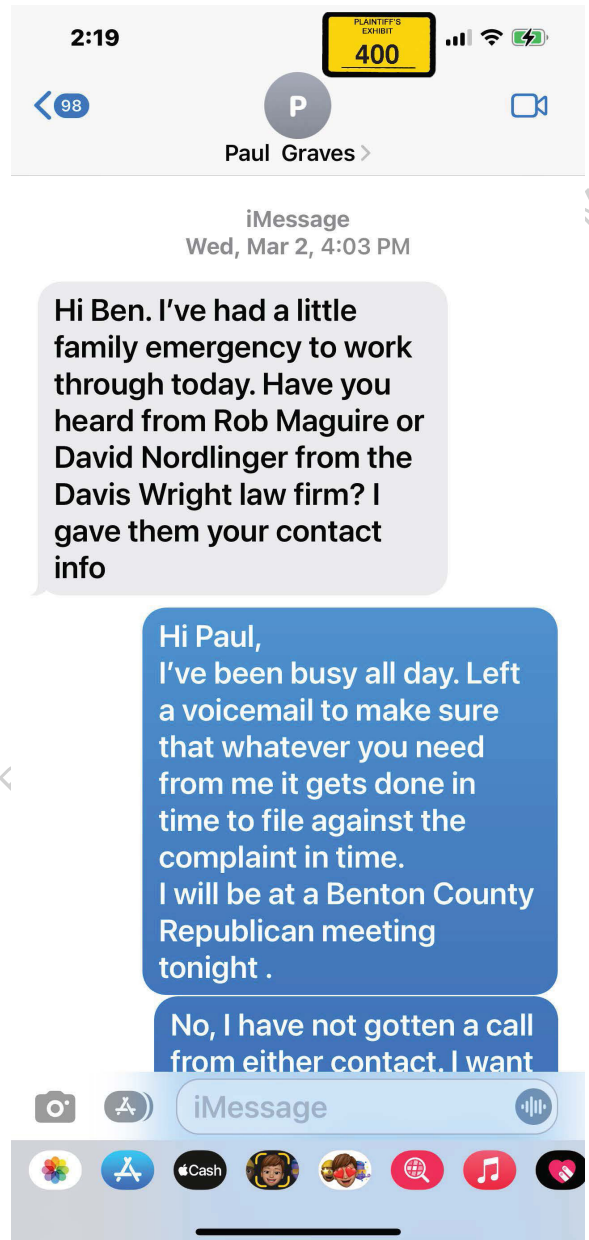 2:19
PLAINTIFF'S
EXHIBIT
400
98
P
Paul Graves
iMessage
Wed, Mar 2, 4:03 PM
Hi Ben. I’ve had a little
family emergency to work
through today. Have you
heard from Rob Maguire or
David Nordlinger from the
Davis Wright law firm? I
gave them your contact
info
Hi Paul,
I’ve been busy all day. Left
a voicemail to make sure
that whatever you need
from me it gets done in
time to file against the
complaint in time.
I will be at a Benton County
Republican meeting
tonight .
No, I have not gotten a call
from either contact. I want
iMessage
Cash